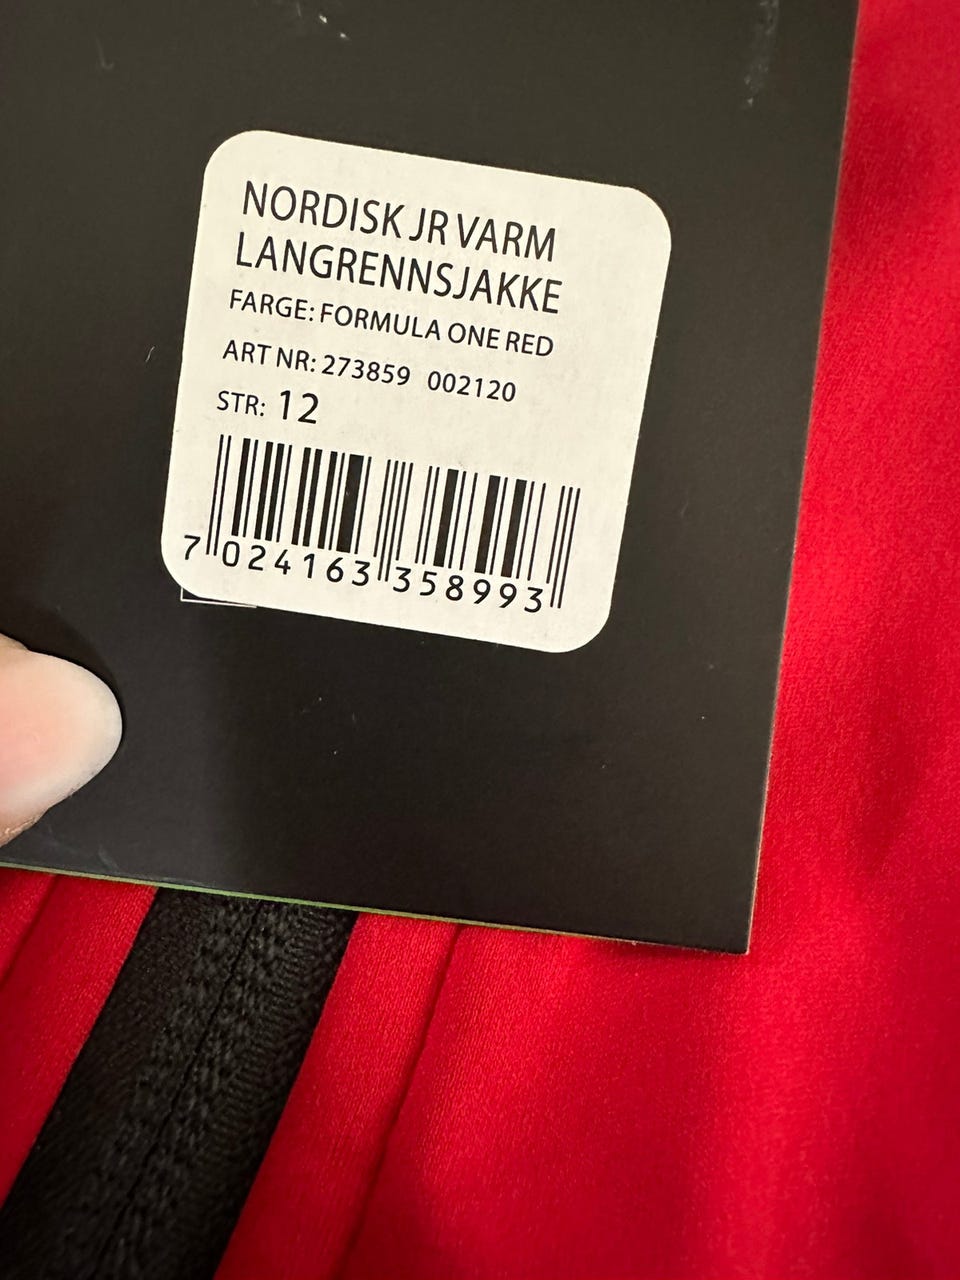 NORDISK JR VARM
LANGRENNSJAKKE
FARGE: FORMULA ONE RED
ART NR: 273859 002120
STR: 12
7 024163 358993